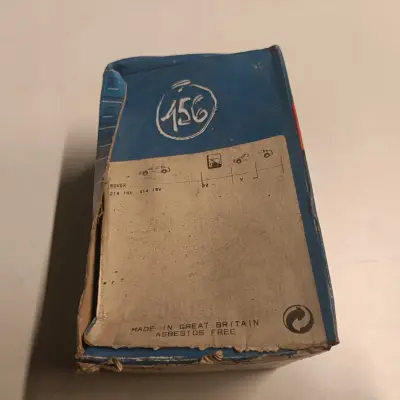 156
ROVER
MADE IN GREAT BRITAIN
ASBESTOS FREE